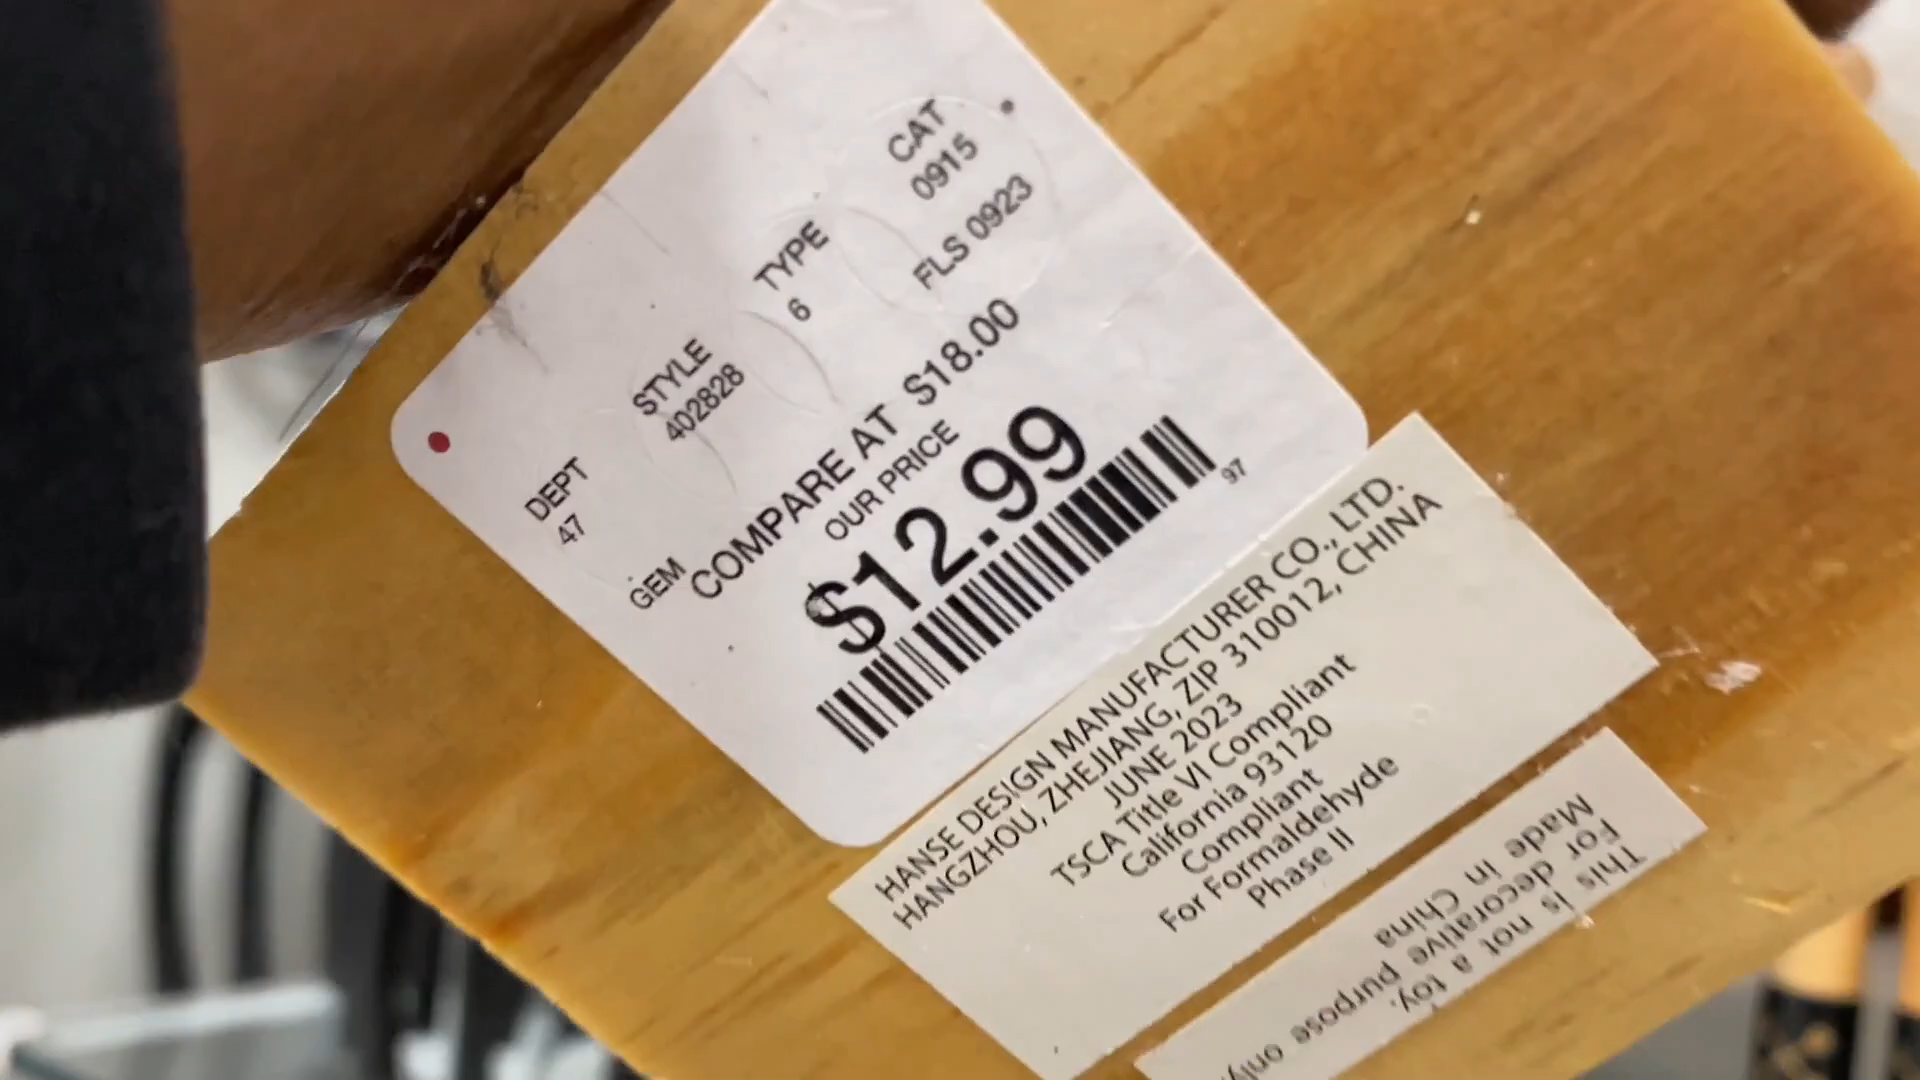 DEPT STYLE TYPE CAT
47 402828 6 0915
FLS 0923
GEM
COMPARE AT $18.00
OUR PRICE
$12.99
97
HANSE DESIGN MANUFACTURER CO., LTD.
HANGZHOU, ZHEJIANG, ZIP 310012, CHINA
JUNE 2023
TSCA Title VI Compliant
California 93120
Compliant
For Formaldehyde
Phase II
This is not a toy.
For decorative purpose only.
Made in China